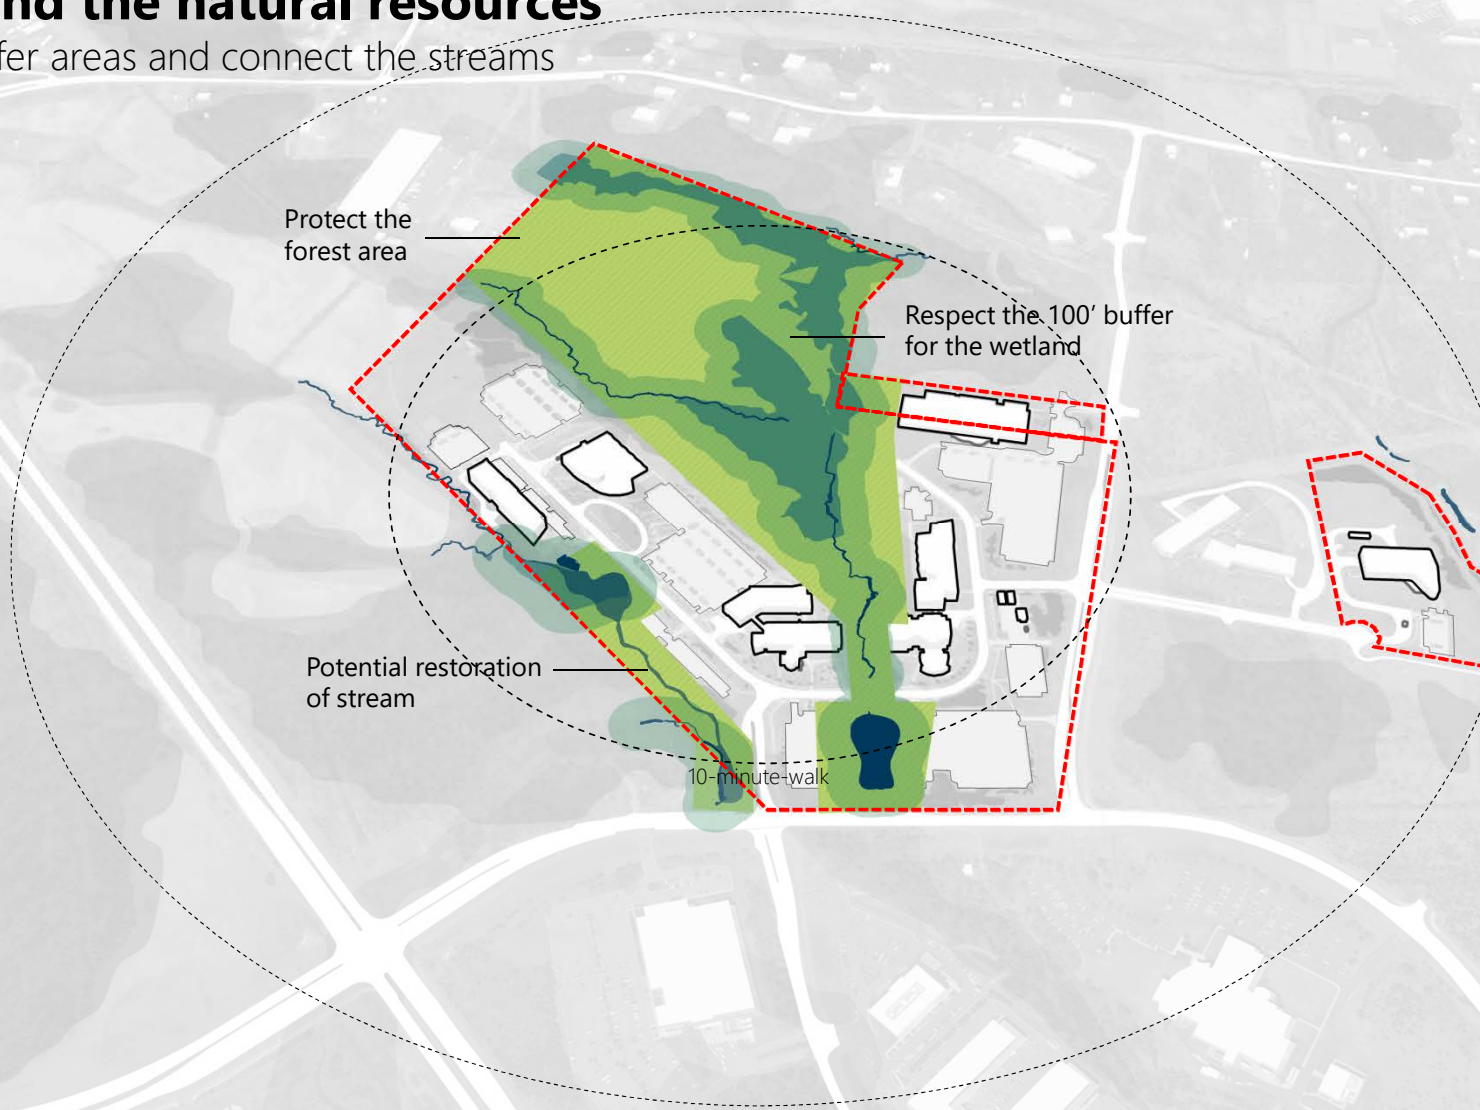 nd the natural resources
fer areas and connect the streams
Protect the
forest area
Respect the 100’ buffer
for the wetland
Potential restoration
of stream
10-minute-walk